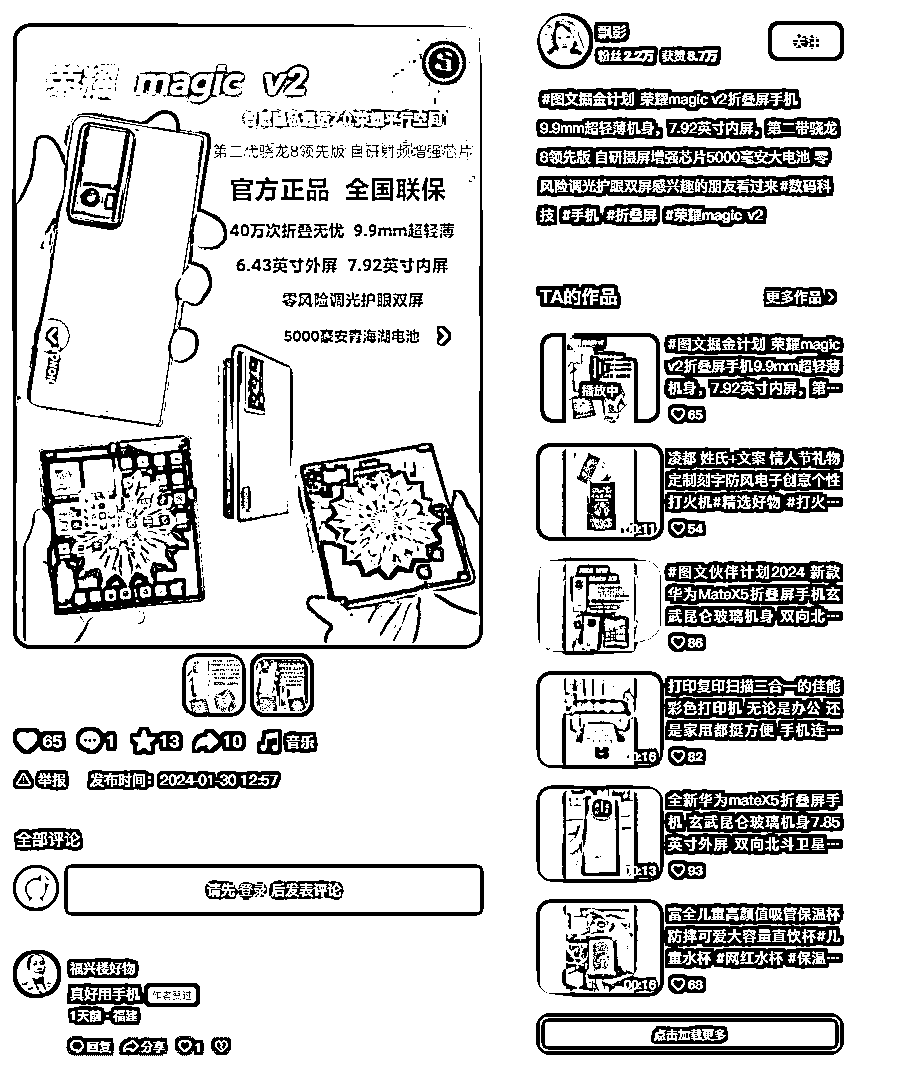 荣耀 magic v2
第二代骁龙8领先版 自研射频增强芯片
官方正品 全国联保
40万次折叠无忧 9.9mm超轻薄
6.43英寸外屏 7.92英寸内屏
零风险调光护眼双屏
5000毫安青海湖电池
HONOR
65 1 13 10 音乐
举报 发布时间：2024-01-30 12:57
全部评论
请先 登录 后发表评论
福兴楼好物
真好用手机 作者赞过
1天前 · 福建
回复 分享 1
飘影
粉丝2.2万 获赞8.7万
关注
#图文掘金计划 荣耀magic v2折叠屏手机
9.9mm超轻薄机身，7.92英寸内屏，第二带骁龙
8领先版 自研摄屏增强芯片5000毫安大电池 零
风险调光护眼双屏感兴趣的朋友看过来#数码科
技 #手机 #折叠屏 #荣耀magic v2
TA的作品
更多作品
播放中
#图文掘金计划 荣耀magic
v2折叠屏手机9.9mm超轻薄
机身，7.92英寸内屏，第…
65
凌都 姓氏+文案 情人节礼物
定制刻字防风电子创意个性
打火机#精选好物 #打火…
00:11
54
#图文伙伴计划2024 新款
华为MateX5折叠屏手机玄
武昆仑玻璃机身 双向北…
86
打印复印扫描三合一的佳能
彩色打印机 无论是办公 还
是家用都挺方便 手机连…
82
全新华为mateX5折叠屏手
机 玄武昆仑玻璃机身7.85
英寸外屏 双向北斗卫星…
93
富全儿童高颜值吸管保温杯
防摔可爱大容量直饮杯#儿
童水杯 #网红水杯 #保温…
00:16
68
点击加载更多